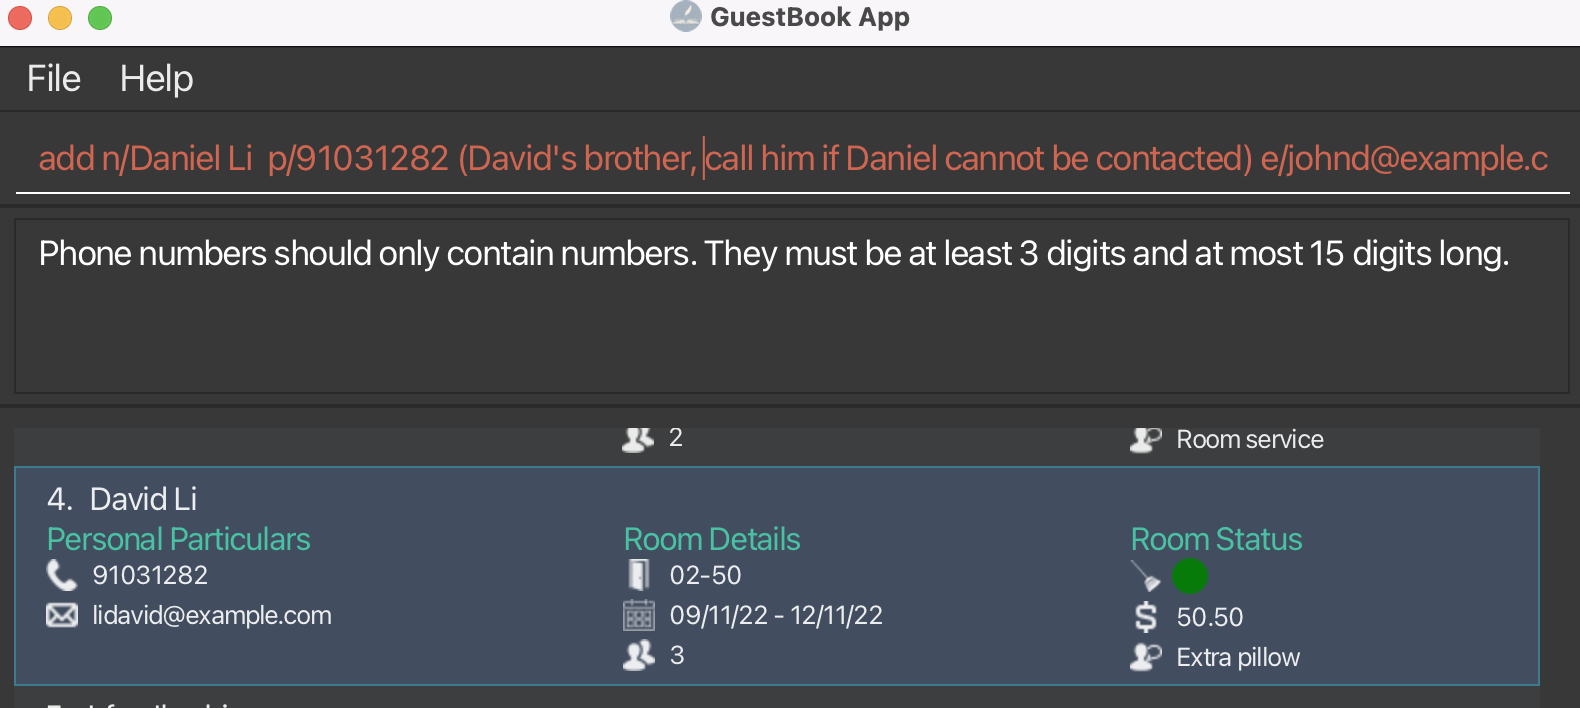 GuestBook App
File Help
add n/Daniel Li  p/91031282 (David's brother, call him if Daniel cannot be contacted) e/johnd@example.c
Phone numbers should only contain numbers. They must be at least 3 digits and at most 15 digits long.
2 Room service
4. David Li
Personal Particulars Room Details Room Status
91031282 02-50
lidavid@example.com 09/11/22 - 12/11/22 50.50
3 Extra pillow